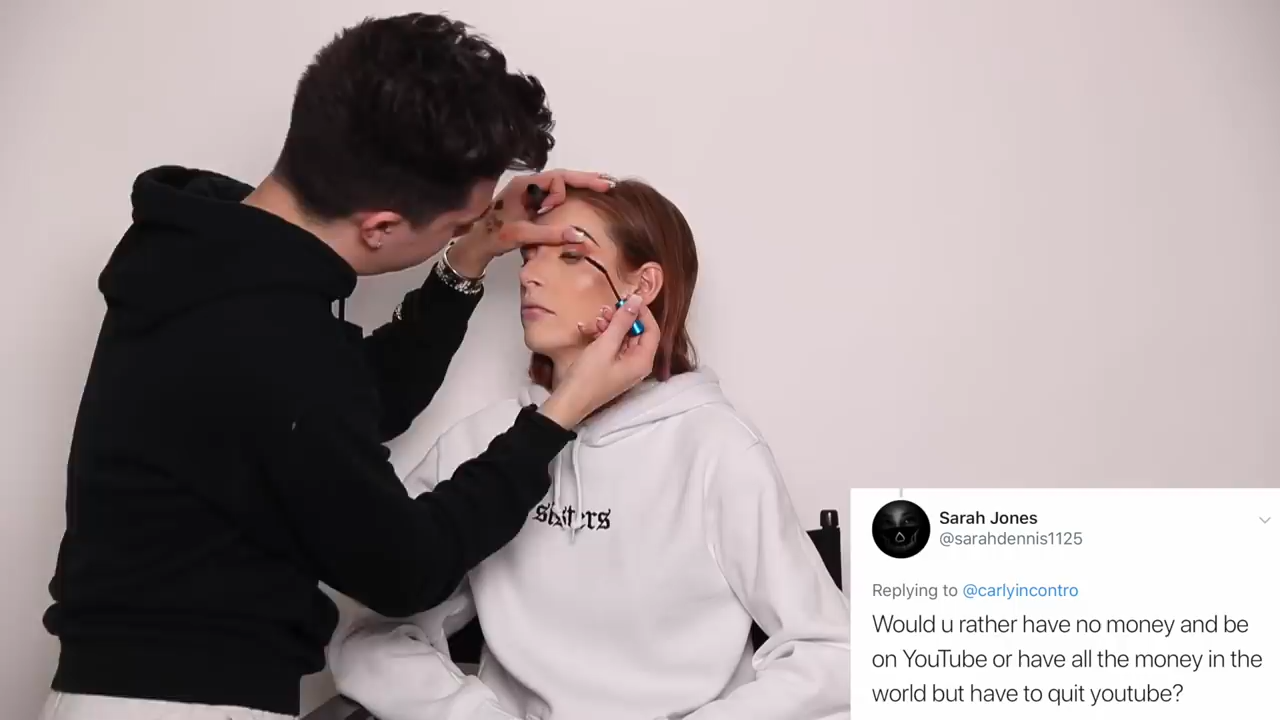 sisters
Sarah Jones
@sarahdennis1125
Replying to @carlyincontro
Would u rather have no money and be
on YouTube or have all the money in the
world but have to quit youtube?